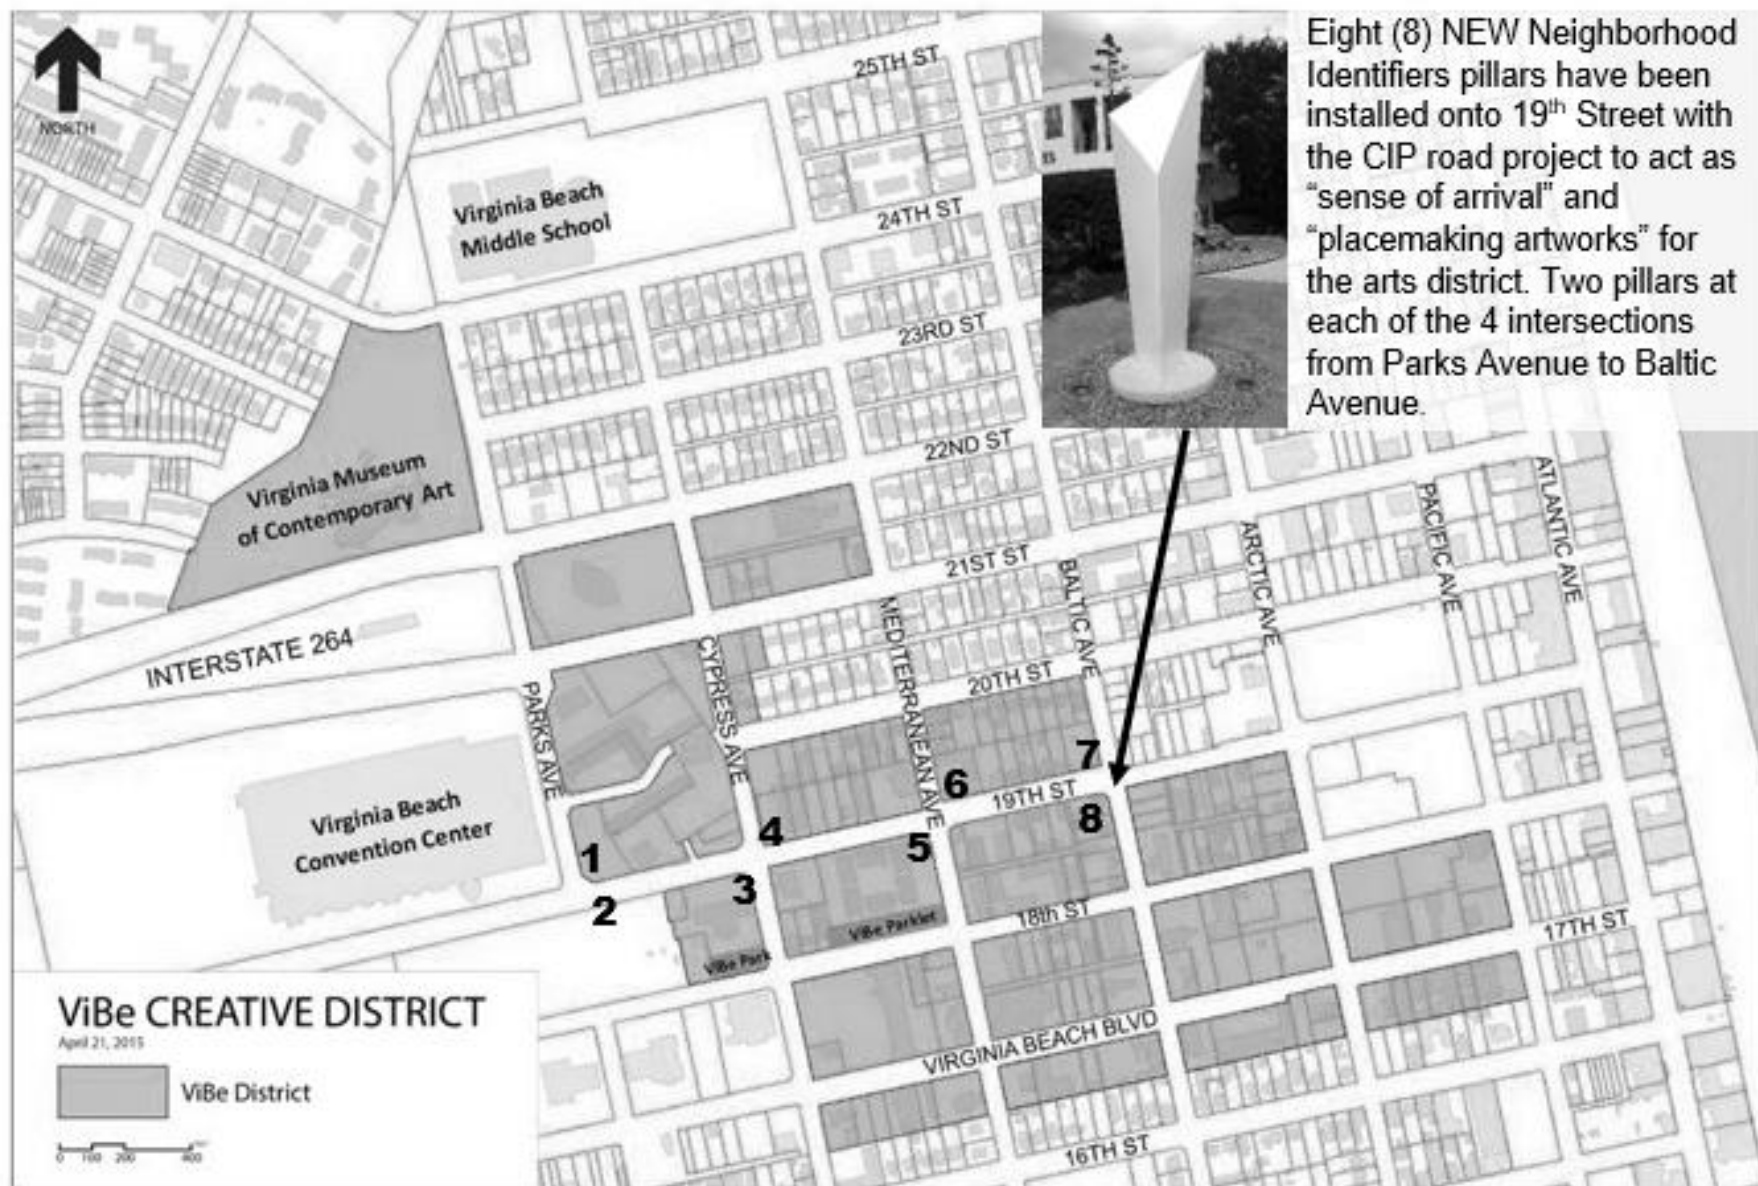 Eight (8) NEW Neighborhood
Identifiers pillars have been
installed onto 19th Street with
the CIP road project to act as
“sense of arrival” and
“placemaking artworks” for
the arts district. Two pillars at
each of the 4 intersections
from Parks Avenue to Baltic
Avenue.
NORTH
25TH ST
Virginia Beach
Middle School
24TH ST
23RD ST
22ND ST
Virginia Museum
of Contemporary Art
21ST ST
INTERSTATE 264
PARKS AVE
CYPRESS AVE
MEDITERRANEAN AVE
BALTIC AVE
ARCTIC AVE
PACIFIC AVE
ATLANTIC AVE
20TH ST
19TH ST
Virginia Beach
Convention Center
1
2
3
4
5
6
7
8
ViBe Park
ViBe Parklet
18th ST
17TH ST
VIRGINIA BEACH BLVD
16TH ST
ViBe CREATIVE DISTRICT
April 21, 2015
ViBe District
0 100 200 400